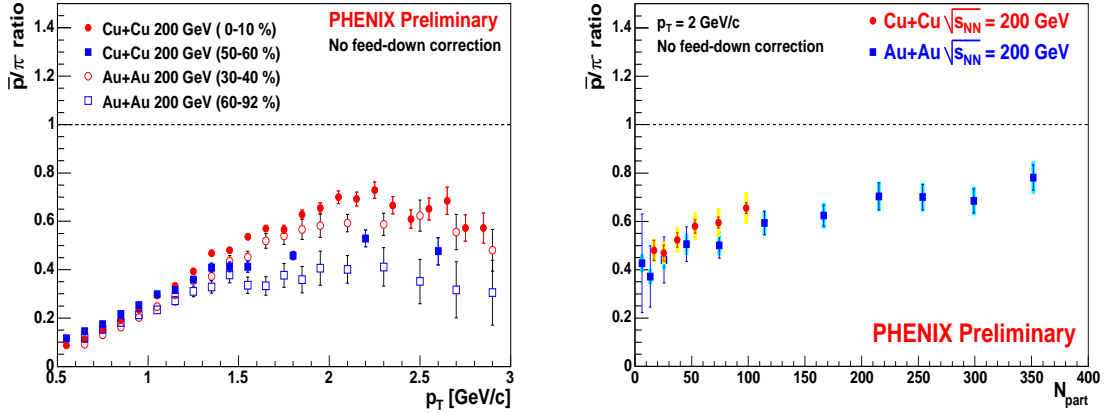 p̅/π⁻ ratio
1.4
1.2
1
0.8
0.6
0.4
0.2
0
Cu+Cu 200 GeV ( 0-10 %)
Cu+Cu 200 GeV (50-60 %)
Au+Au 200 GeV (30-40 %)
Au+Au 200 GeV (60-92 %)
PHENIX Preliminary
No feed-down correction
0.5 1 1.5 2 2.5 3
p_T [GeV/c]
p̅/π⁻ ratio
1.4
1.2
1
0.8
0.6
0.4
0.2
0
p_T = 2 GeV/c
No feed-down correction
Cu+Cu √s_NN = 200 GeV
Au+Au √s_NN = 200 GeV
PHENIX Preliminary
0 50 100 150 200 250 300 350 400
N_part